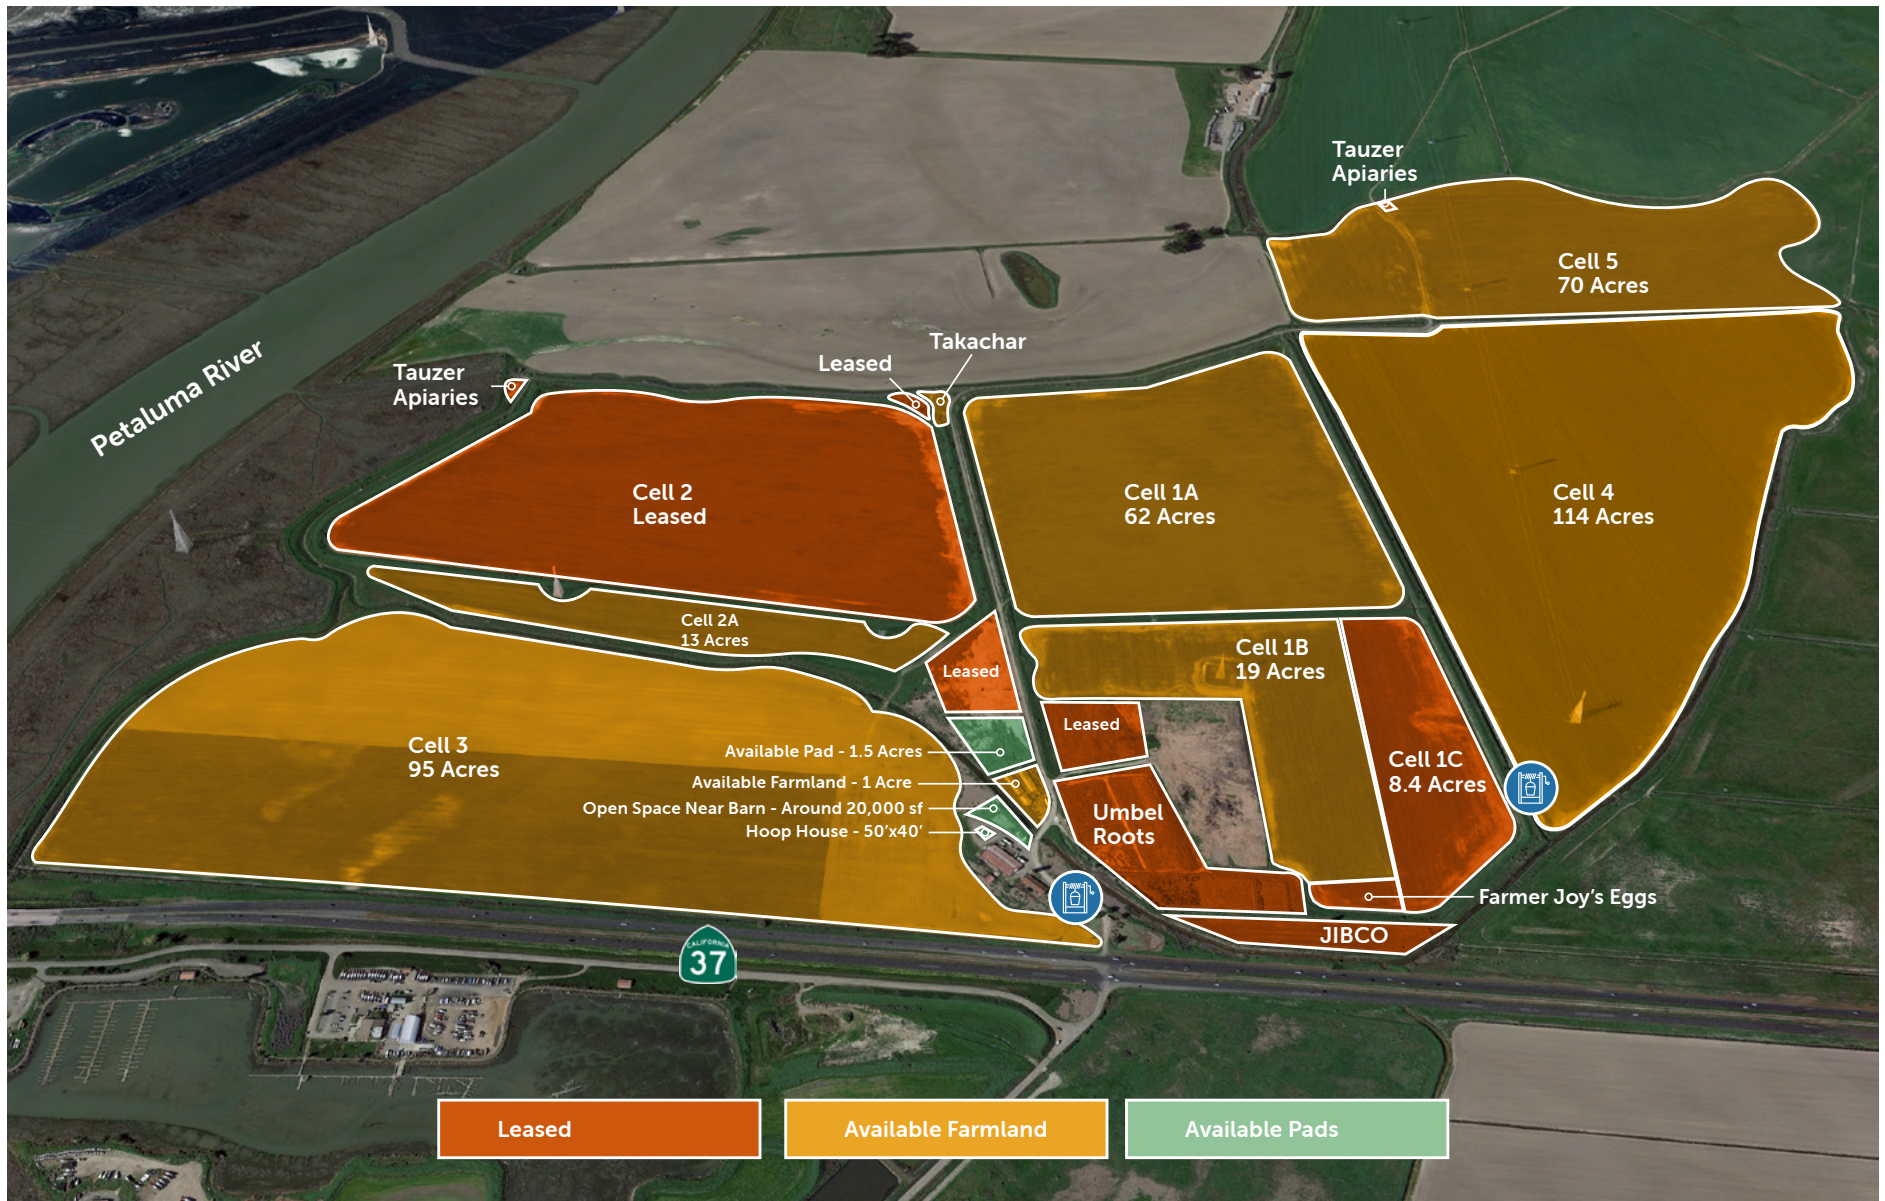 Tauzer
Apiaries
Cell 5
70 Acres
Takachar
Leased
Petaluma River
Tauzer
Apiaries
Cell 2
Leased
Cell 1A
62 Acres
Cell 4
114 Acres
Cell 2A
13 Acres
Cell 1B
19 Acres
Leased
Leased
Cell 3
95 Acres
Available Pad - 1.5 Acres
Available Farmland - 1 Acre
Open Space Near Barn - Around 20,000 sf
Hoop House - 50’x40’
Cell 1C
8.4 Acres
Umbel
Roots
Farmer Joy’s Eggs
JIBCO
CALIFORNIA
37
Leased
Available Farmland
Available Pads